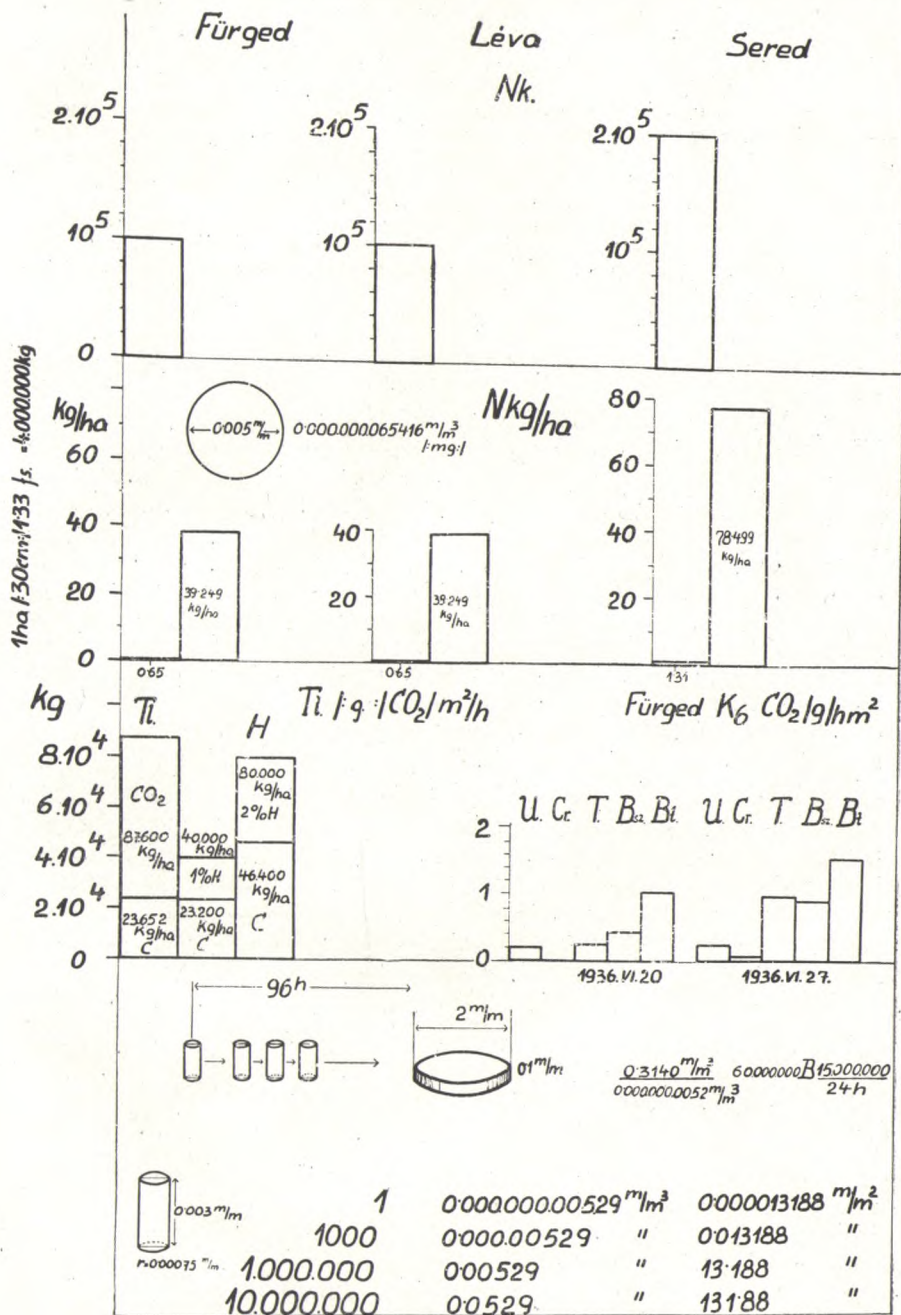 Fürged Léva Sered
Nk.
2.10⁵ 2.10⁵ 2.10⁵
10⁵ 10⁵ 10⁵
0
1ha/:30cm:/1·33 fs. =4.000.000kg
Kg/ha 0·005 m/m 0·000.000.065416 m/m³ /:mg:/ N kg/ha 80
60 60
40 40 40
20 39·249 kg/ha 20 39·249 kg/ha 20 78·499 kg/ha
0
0·65 0·65 1·31
kg Tl. H Tl. /:g:/ CO₂/m²/h Fürged K₆ CO₂/g/hm²
8.10⁴ 80.000 kg/ha 2%H
6.10⁴ CO₂ U. Cr. T. Bsz. Bt. U. Cr. T. Bsz. Bt
4.10⁴ 87.600 kg/ha 40.000 kg/ha 1%H 46.400 kg/ha C 2
2.10⁴ 23.652 kg/ha C 23.200 kg/ha C 1
0 0
1936.VI.20 1936.VI.27.
96h
2 m/m
0·1 m/m 0·3140 m/m³ 60000000 B 15.000.000
0·000.000.0052 m/m³ 24h
0·003 m/m
r=0·00075 m/m
1 0·000.000.00529 m/m³ 0·000013188 m/m²
1000 0·000.00529 " 0·013188 "
1.000.000 0·00529 " 13·188 "
10.000.000 0·0529 " 131·88 "